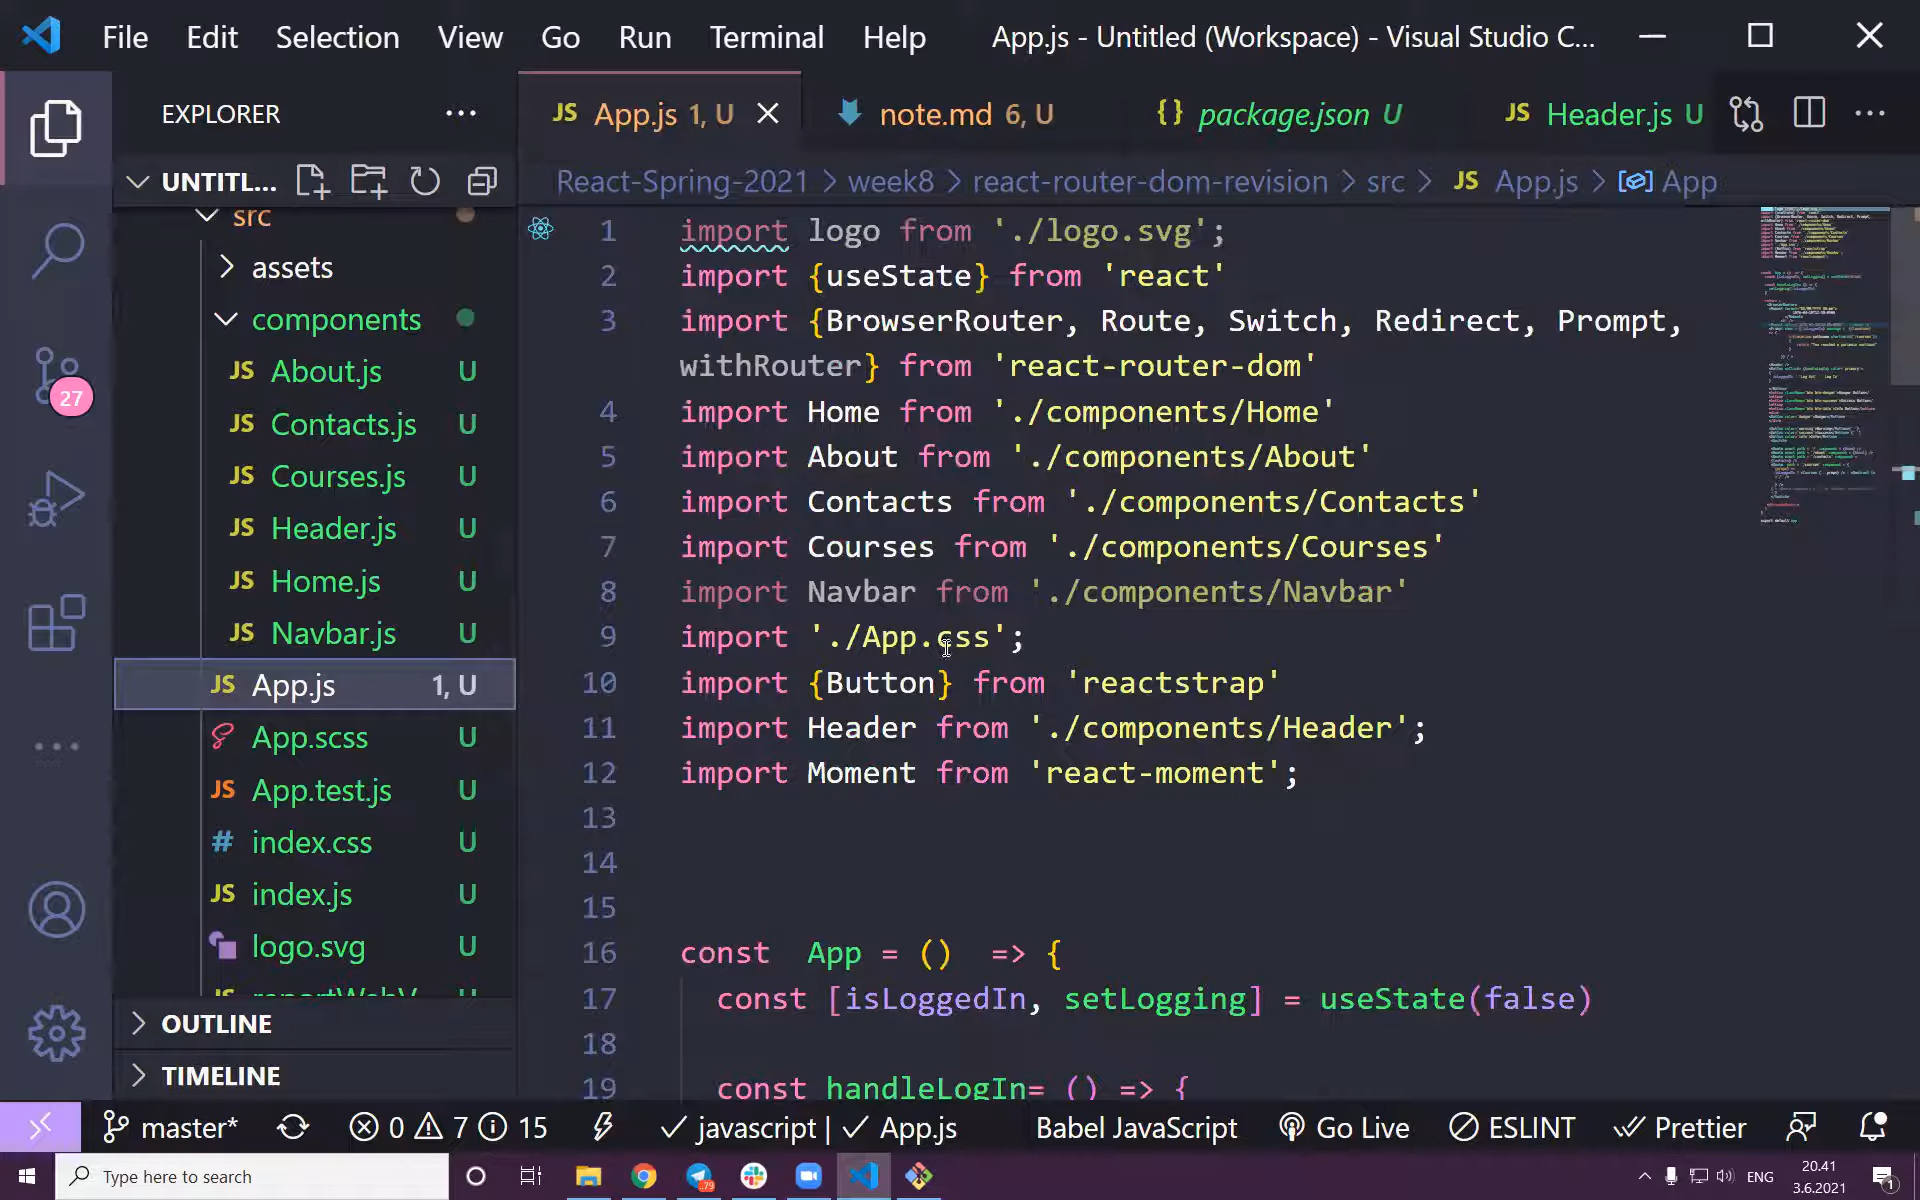 File Edit Selection View Go Run Terminal Help App.js - Untitled (Workspace) - Visual Studio C...
EXPLORER
JS App.js 1, U
note.md 6, U
{} package.json U
JS Header.js U
UNTITL...
React-Spring-2021 > week8 > react-router-dom-revision > src > JS App.js > App
src
assets
components
JS About.js U
JS Contacts.js U
JS Courses.js U
JS Header.js U
JS Home.js U
JS Navbar.js U
JS App.js 1, U
App.scss U
JS App.test.js U
# index.css U
JS index.js U
logo.svg U
OUTLINE
TIMELINE
27
1 import logo from './logo.svg';
2 import {useState} from 'react'
3 import {BrowserRouter, Route, Switch, Redirect, Prompt,
withRouter} from 'react-router-dom'
4 import Home from './components/Home'
5 import About from './components/About'
6 import Contacts from './components/Contacts'
7 import Courses from './components/Courses'
8 import Navbar from './components/Navbar'
9 import './App.css';
10 import {Button} from 'reactstrap'
11 import Header from './components/Header';
12 import Moment from 'react-moment';
13
14
15
16 const App = () => {
17 const [isLoggedIn, setLogging] = useState(false)
18
19 const handleLogIn= () => {
master* 0 7 15 javascript | App.js Babel JavaScript Go Live ESLINT Prettier
Type here to search
79
ENG
20.41
3.6.2021
1